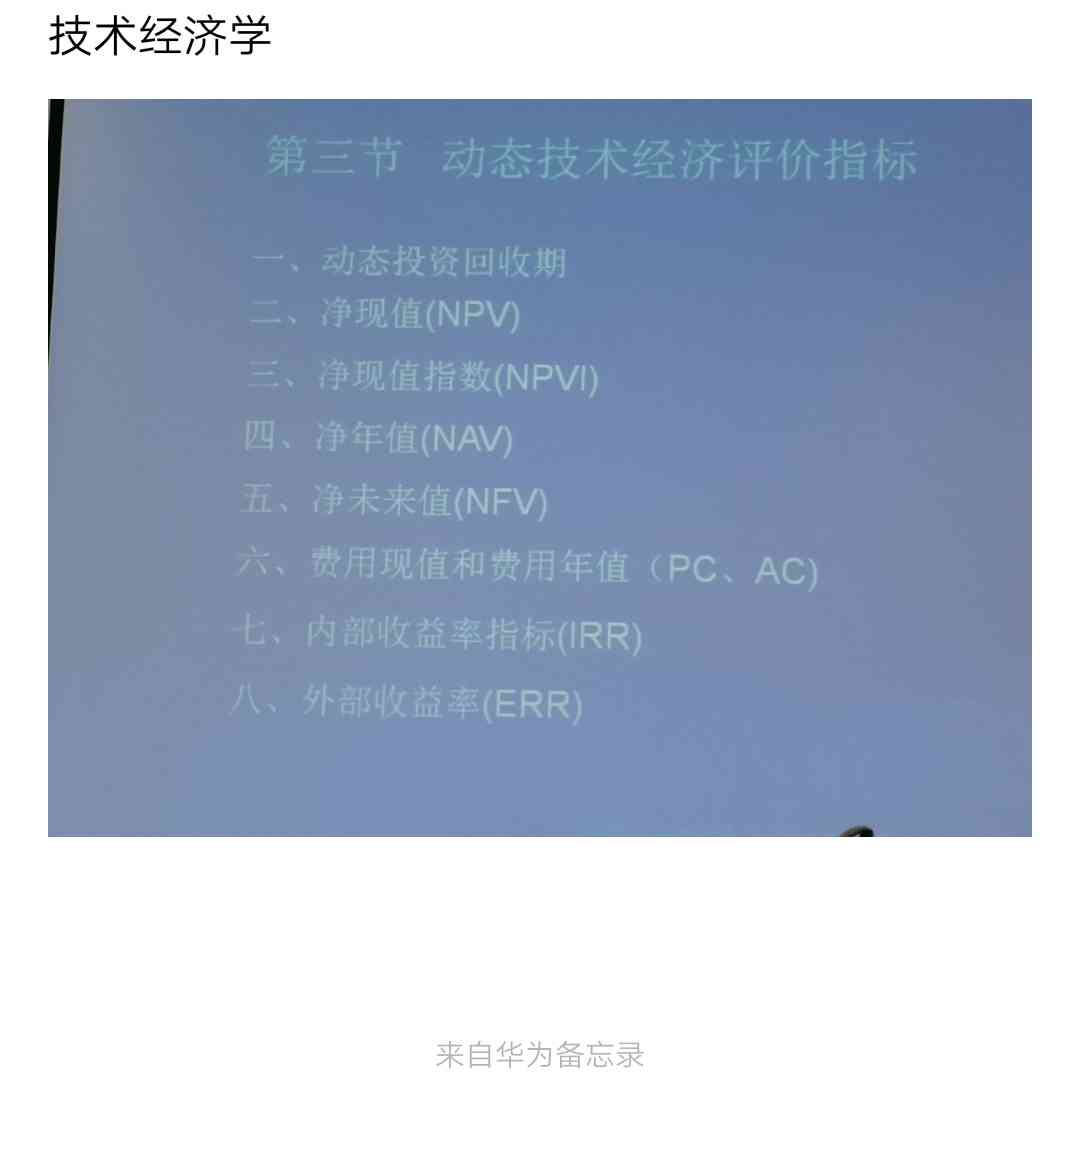 技术经济学
第三节 动态技术经济评价指标
一、动态投资回收期
二、净现值(NPV)
三、净现值指数(NPVI)
四、净年值(NAV)
五、净未来值(NFV)
六、费用现值和费用年值（PC、AC)
七、内部收益率指标(IRR)
八、外部收益率(ERR)
来自华为备忘录